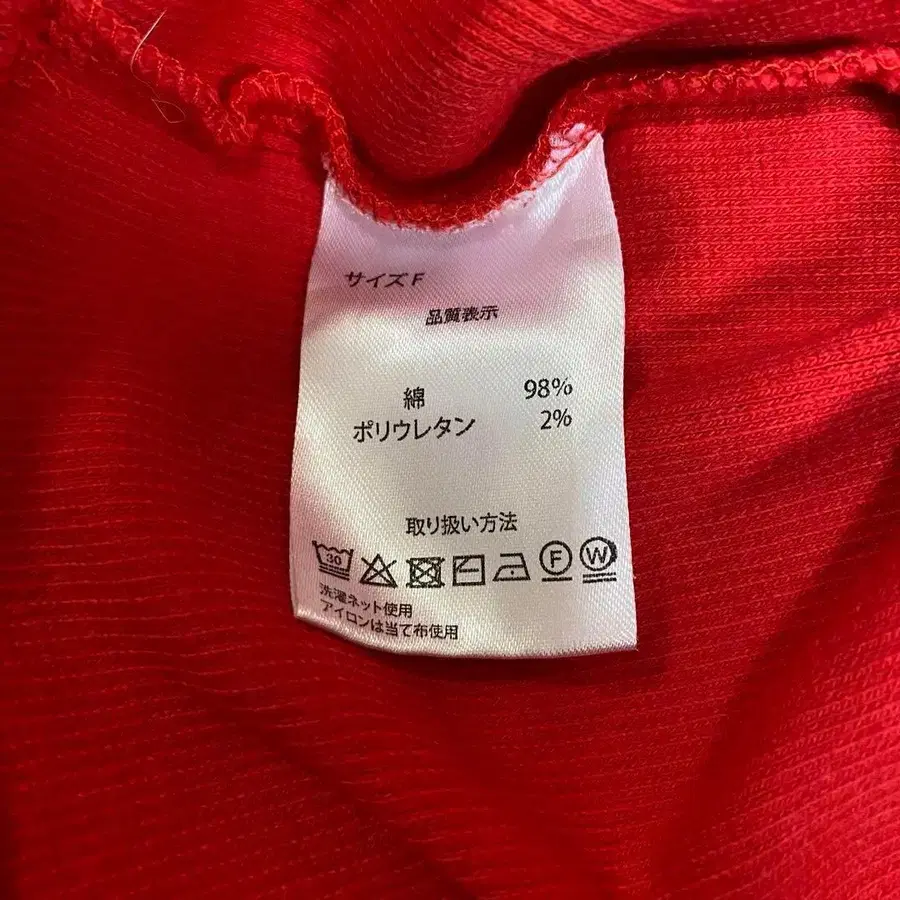 サイズ F
品質表示
綿 98%
ポリウレタン 2%
取り扱い方法
30 F W
洗濯ネット使用
アイロンは当て布使用